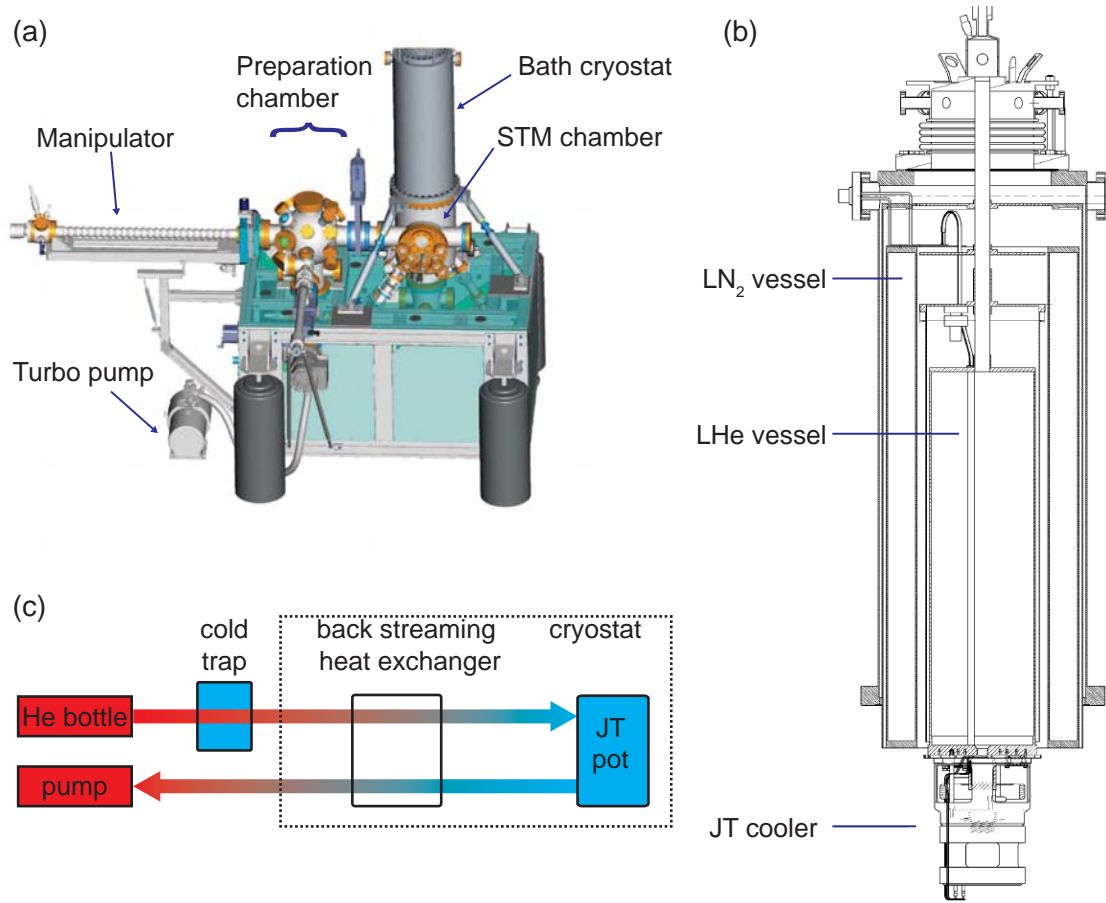 (a)
Preparation
chamber
Bath cryostat
Manipulator
STM chamber
Turbo pump
(b)
LN₂ vessel
LHe vessel
JT cooler
(c)
cold
trap
back streaming
heat exchanger
cryostat
He bottle
JT
pot
pump